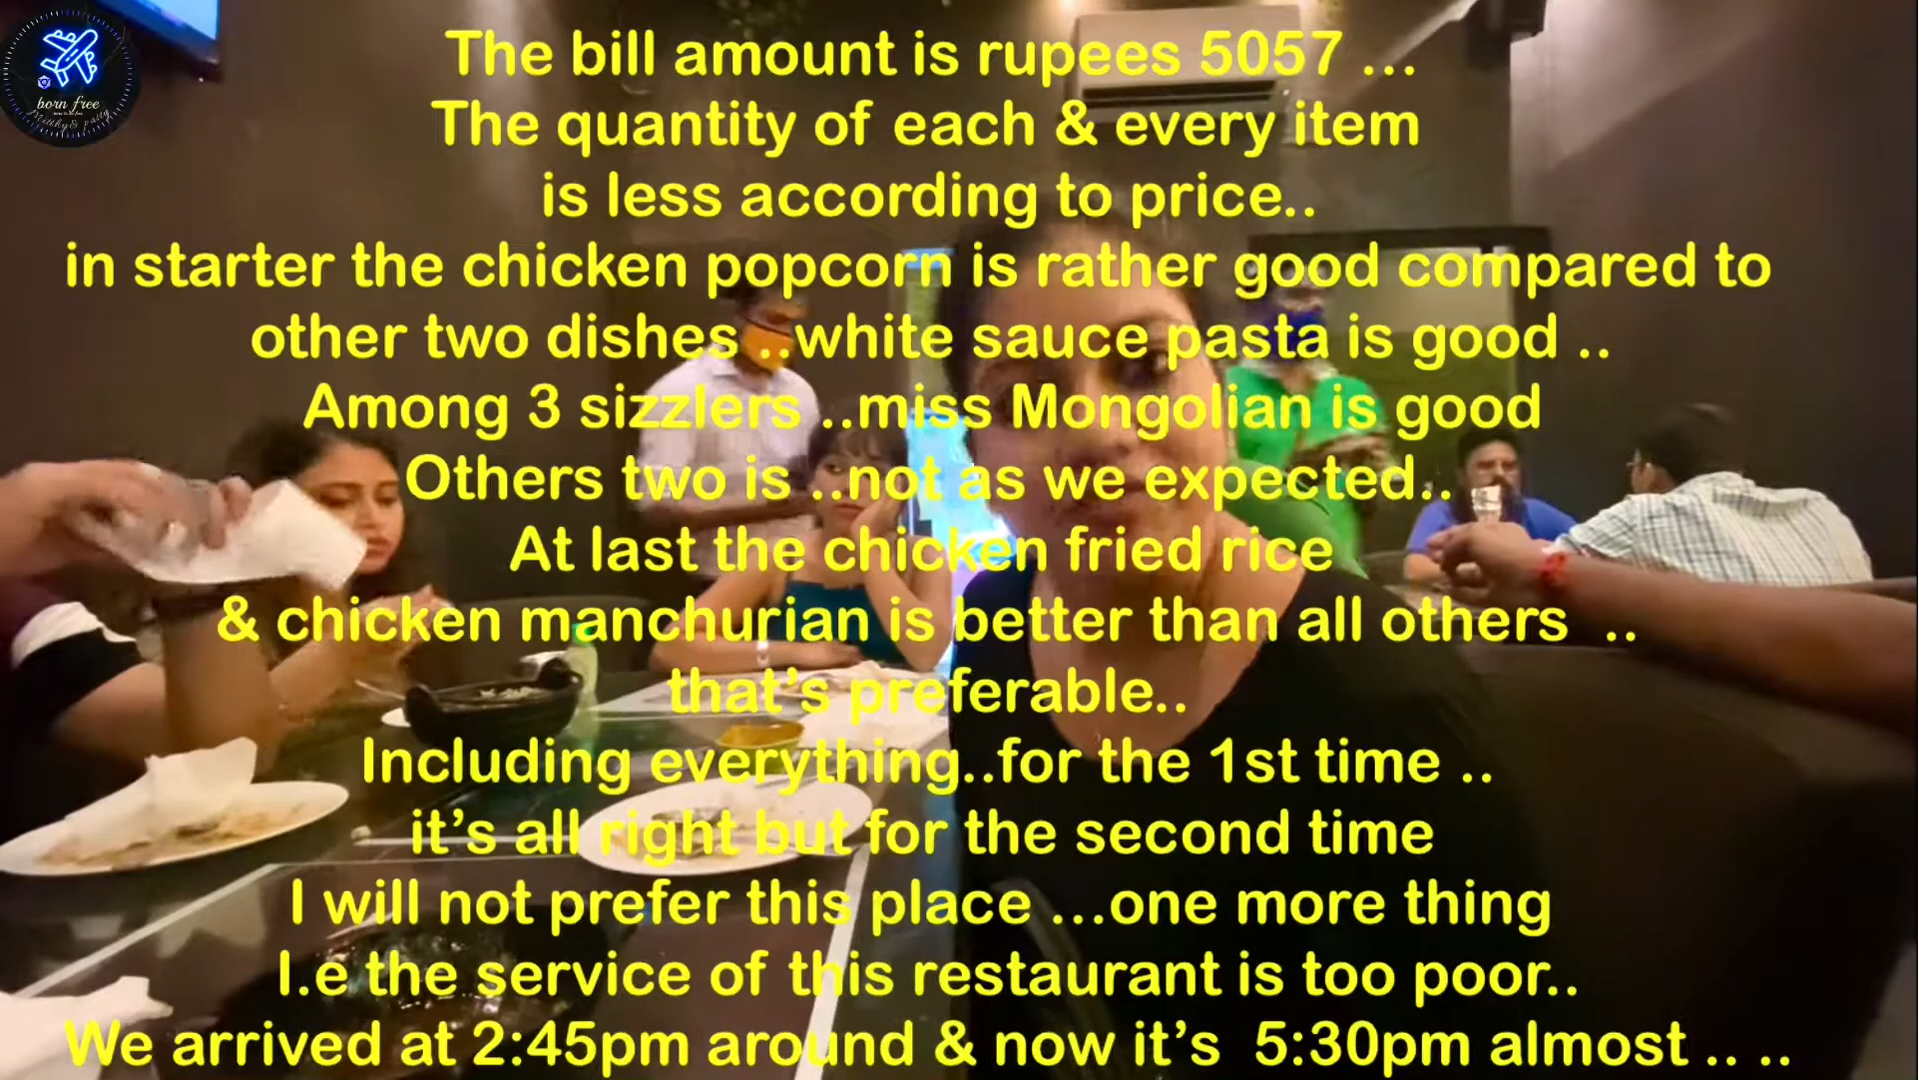 born free
The bill amount is rupees 5057 ...
The quantity of each & every item
is less according to price..
in starter the chicken popcorn is rather good compared to
other two dishes ..white sauce pasta is good ..
Among 3 sizzlers ..miss Mongolian is good
Others two is ..not as we expected..
At last the chicken fried rice
& chicken manchurian is better than all others ..
that's preferable..
Including everything..for the 1st time ..
it's all right but for the second time
I will not prefer this place ...one more thing
I.e the service of this restaurant is too poor..
We arrived at 2:45pm around & now it's 5:30pm almost .. ..